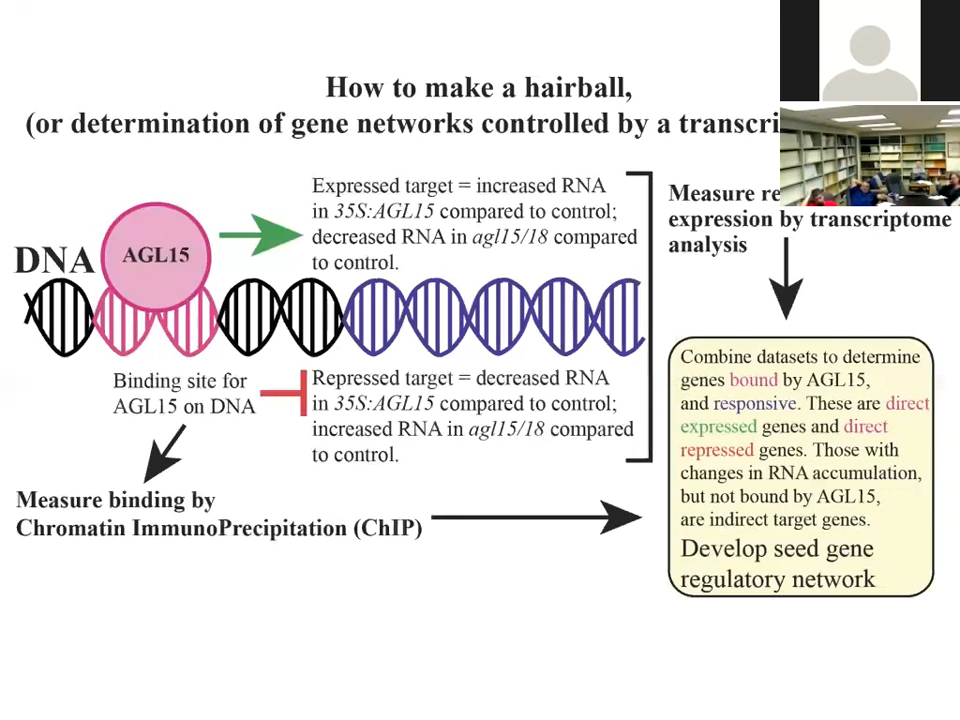 How to make a hairball,
(or determination of gene networks controlled by a
Expressed target = increased RNA
in 35S:AGL15 compared to control;
decreased RNA in agl15/18 compared
to control.
Measure
expression by transcriptome
analysis
DNA
AGL15
Binding site for
AGL15 on DNA
Repressed target = decreased RNA
in 35S:AGL15 compared to control;
increased RNA in agl15/18 compared
to control.
Measure binding by
Chromatin ImmunoPrecipitation (ChIP)
Combine datasets to determine
genes bound by AGL15,
and responsive. These are direct
expressed genes and direct
repressed genes. Those with
changes in RNA accumulation,
but not bound by AGL15,
are indirect target genes.
Develop seed gene
regulatory network